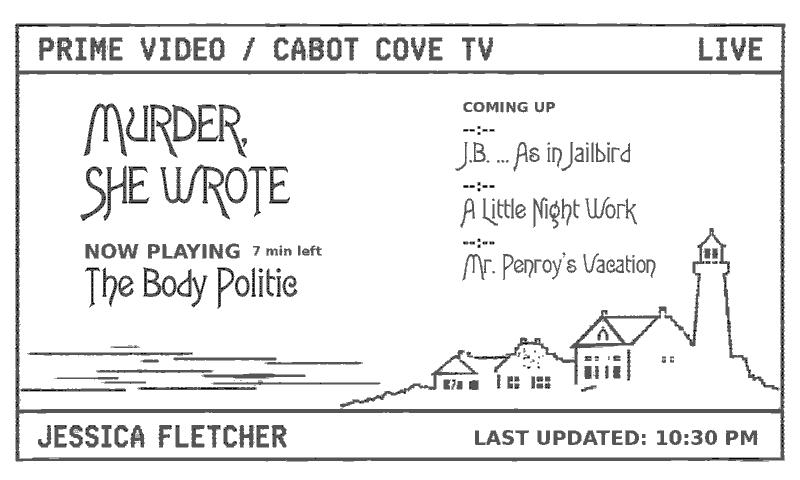 PRIME VIDEO / CABOT COVE TV
LIVE
MURDER,
SHE WROTE
NOW PLAYING 7 min left
The Body Politic
COMING UP
--:--
J.B. ... As in Jailbird
--:--
A Little Night Work
--:--
Mr. Penroy's Vacation
JESSICA FLETCHER
LAST UPDATED: 10:30 PM